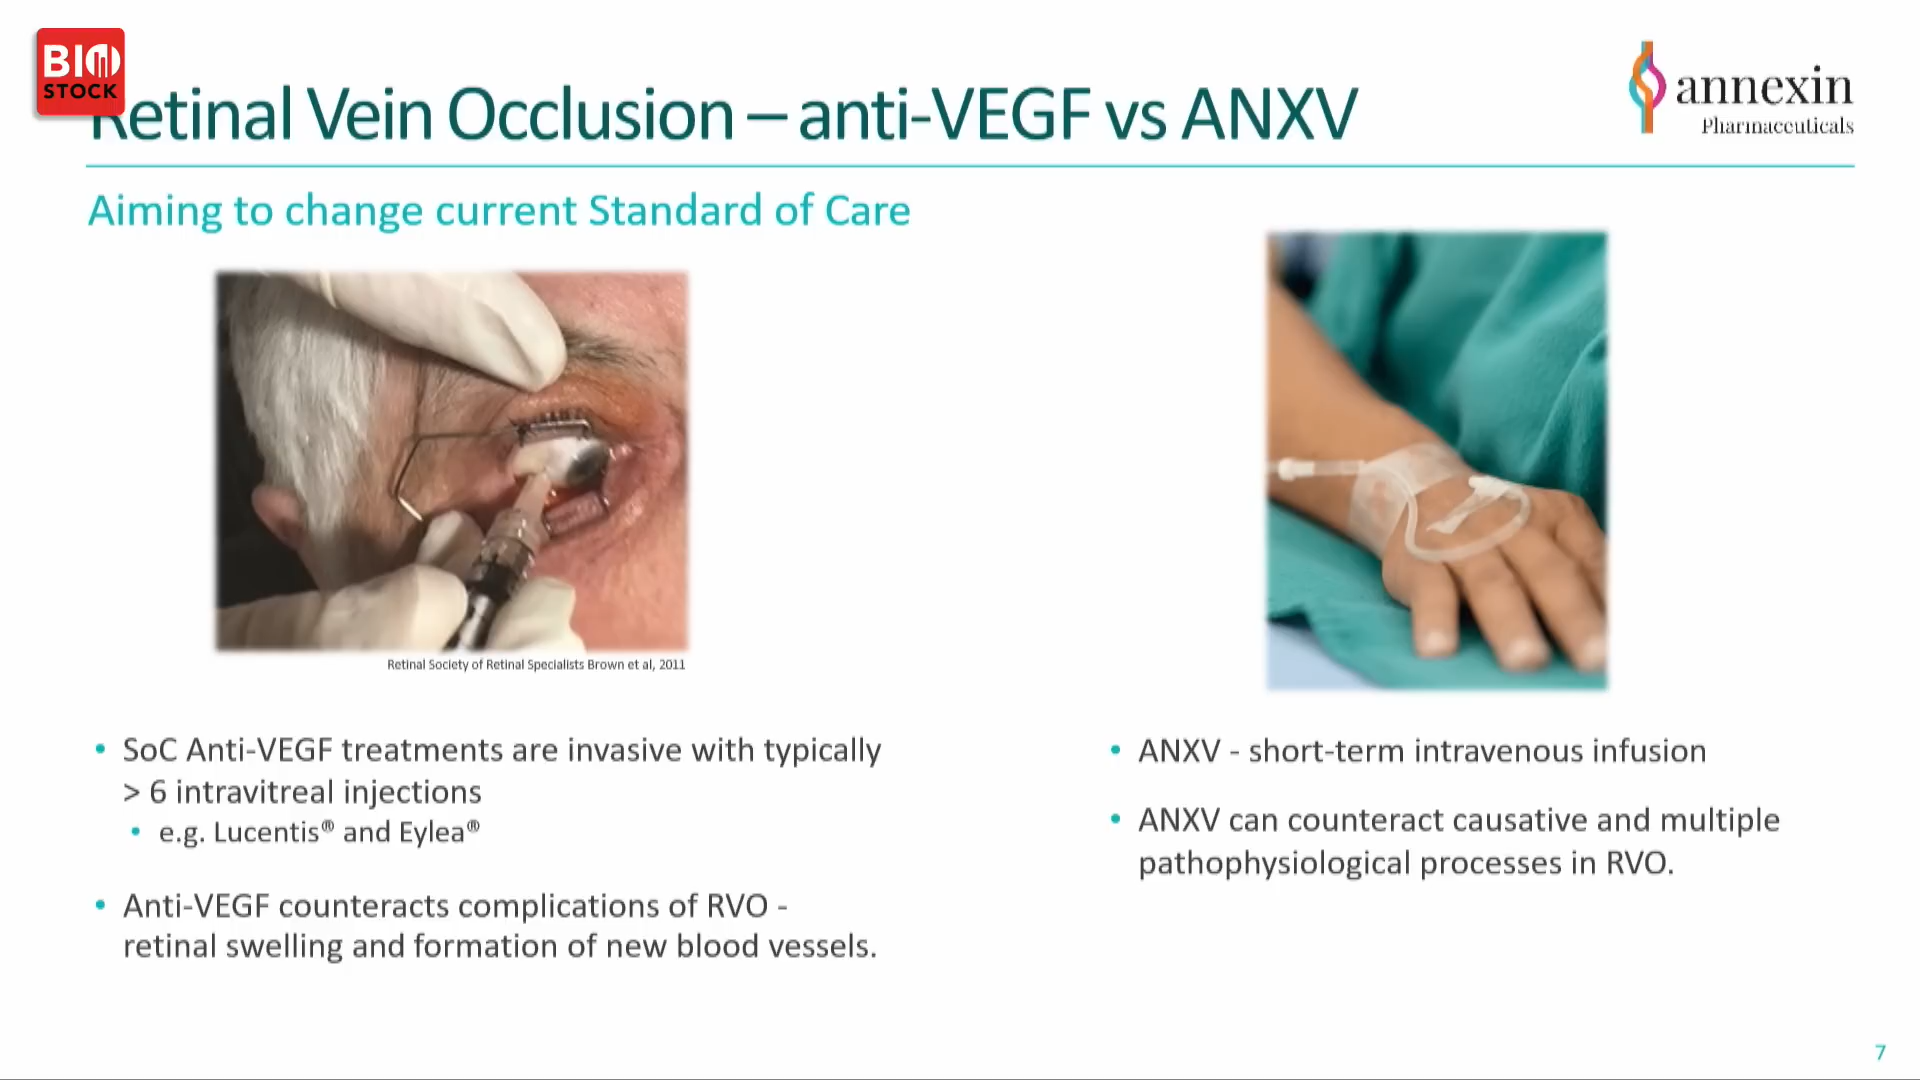 BIO
STOCK
Retinal Vein Occlusion – anti-VEGF vs ANXV
annexin
Pharmaceuticals
Aiming to change current Standard of Care
Retinal Society of Retinal Specialists Brown et al, 2011
• SoC Anti-VEGF treatments are invasive with typically
> 6 intravitreal injections
• e.g. Lucentis® and Eylea®
• Anti-VEGF counteracts complications of RVO -
retinal swelling and formation of new blood vessels.
• ANXV - short-term intravenous infusion
• ANXV can counteract causative and multiple
pathophysiological processes in RVO.
7